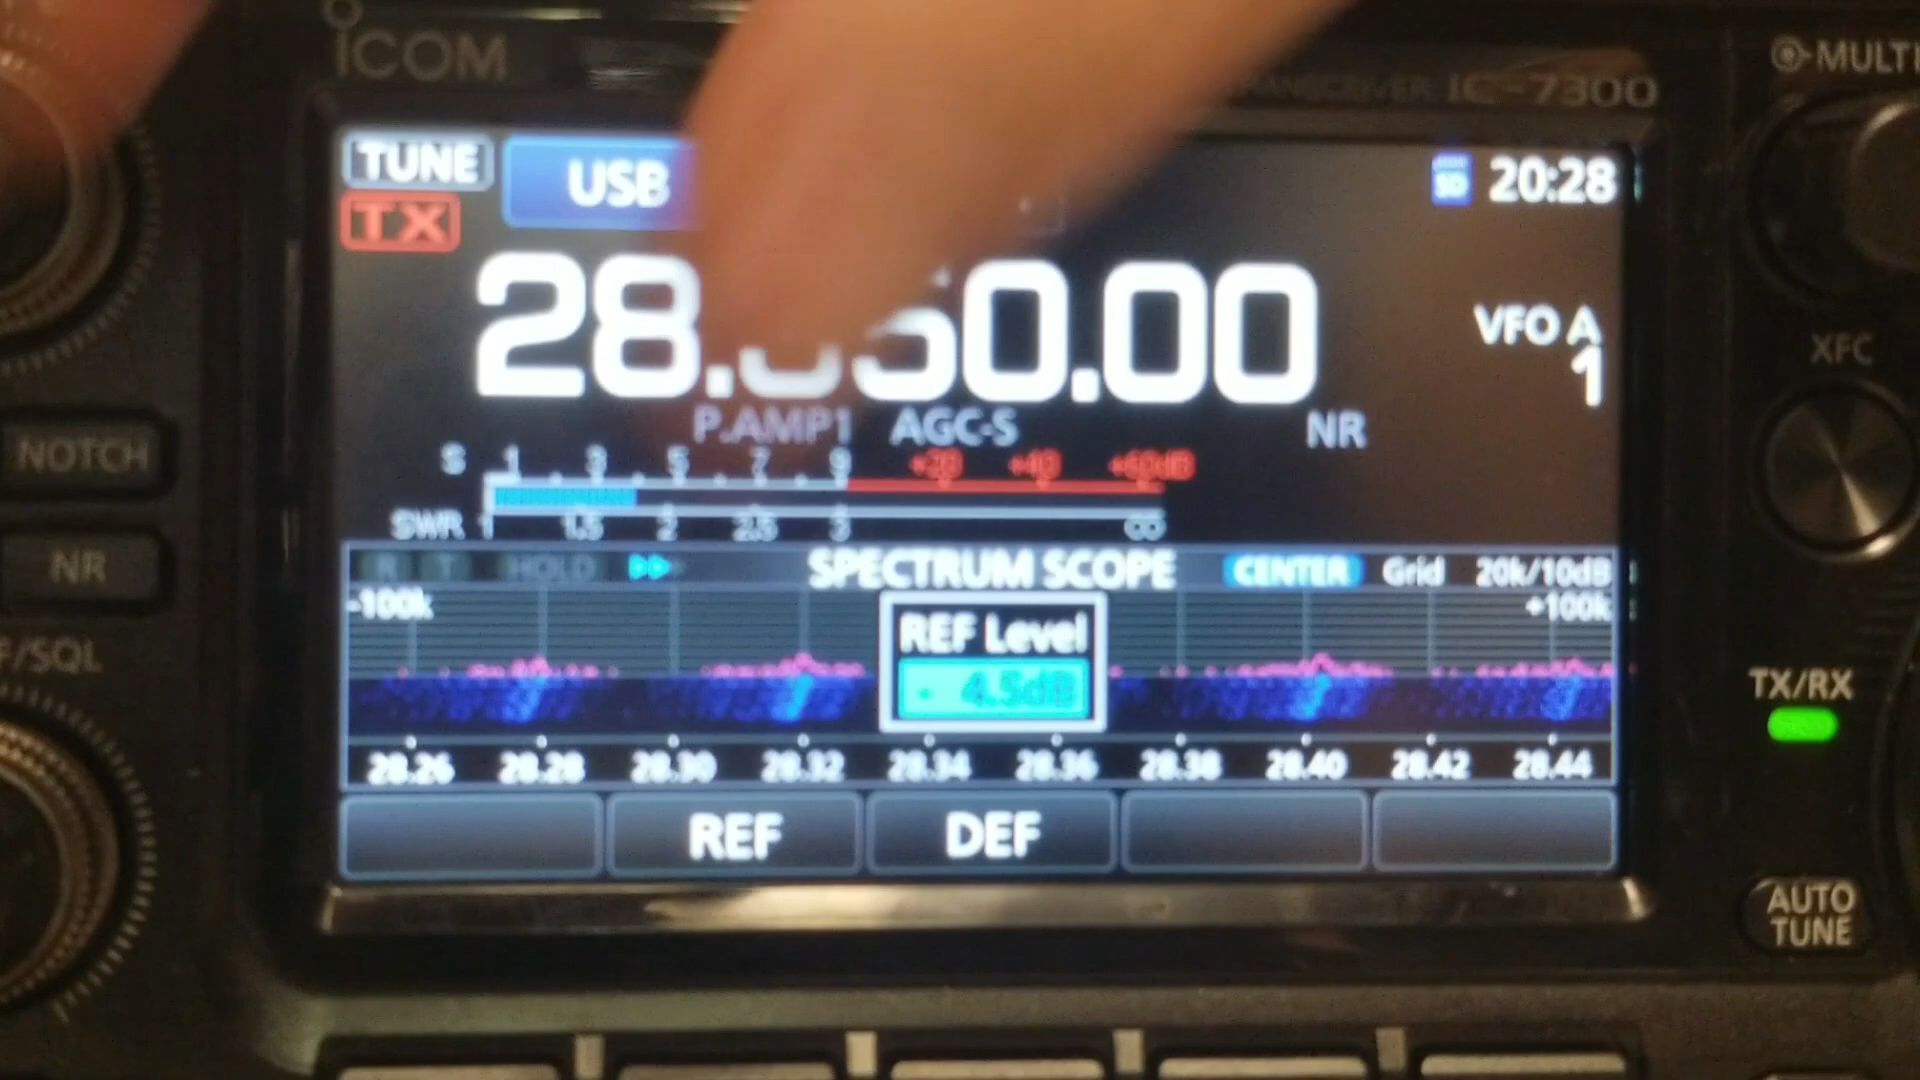 ICOM
TRANSCEIVER IC-7300
MULTI
TUNE
USB
SD
20:28
TX
28. 50.00
VFO A
1
XFC
P.AMP1 AGC-S NR
NOTCH
S 1 3 5 7 9 +20 +40 +60dB
SWR 1 1.5 2 2.5 3 ∞
NR
HOLD
SPECTRUM SCOPE
CENTER
Grid
20k/10dB
-100k
+100k
REF Level
- 4.5dB
F/SQL
TX/RX
28.26 28.28 28.30 28.32 28.34 28.36 28.38 28.40 28.42 28.44
REF
DEF
AUTO
TUNE